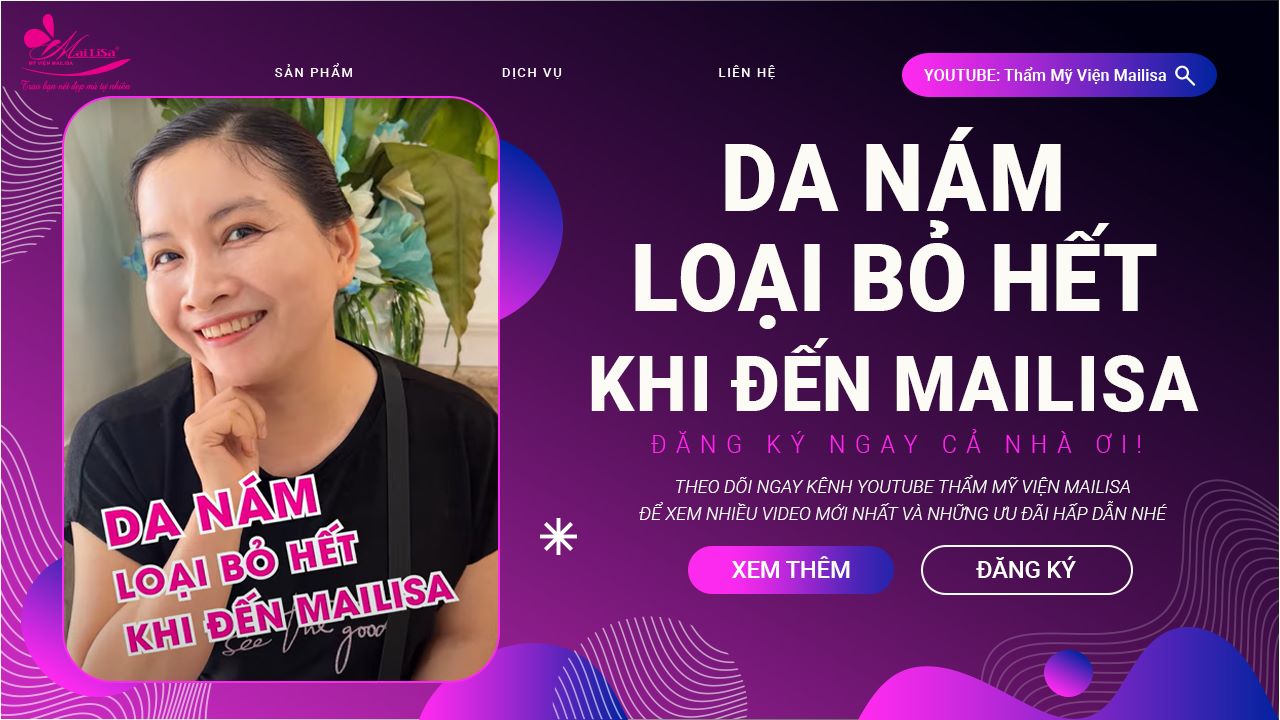 Mai LiSa®
MỸ VIỆN MAILISA
Trao bạn nét đẹp mà tự nhiên
SẢN PHẨM
DỊCH VỤ
LIÊN HỆ
YOUTUBE: Thẩm Mỹ Viện Mailisa
DA NÁM
LOẠI BỎ HẾT
KHI ĐẾN MAILISA
ĐĂNG KÝ NGAY CẢ NHÀ ƠI!
THEO DÕI NGAY KÊNH YOUTUBE THẨM MỸ VIỆN MAILISA
ĐỂ XEM NHIỀU VIDEO MỚI NHẤT VÀ NHỮNG ƯU ĐÃI HẤP DẪN NHÉ
XEM THÊM
ĐĂNG KÝ
DA NÁM
LOẠI BỎ HẾT
KHI ĐẾN MAILISA
See The good